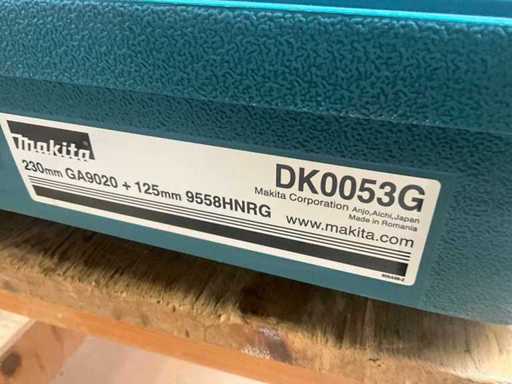 makita
230mm GA9020 + 125mm 9558HNRG
DK0053G
Makita Corporation Anjo,Aichi,Japan
Made in Romania
www.makita.com